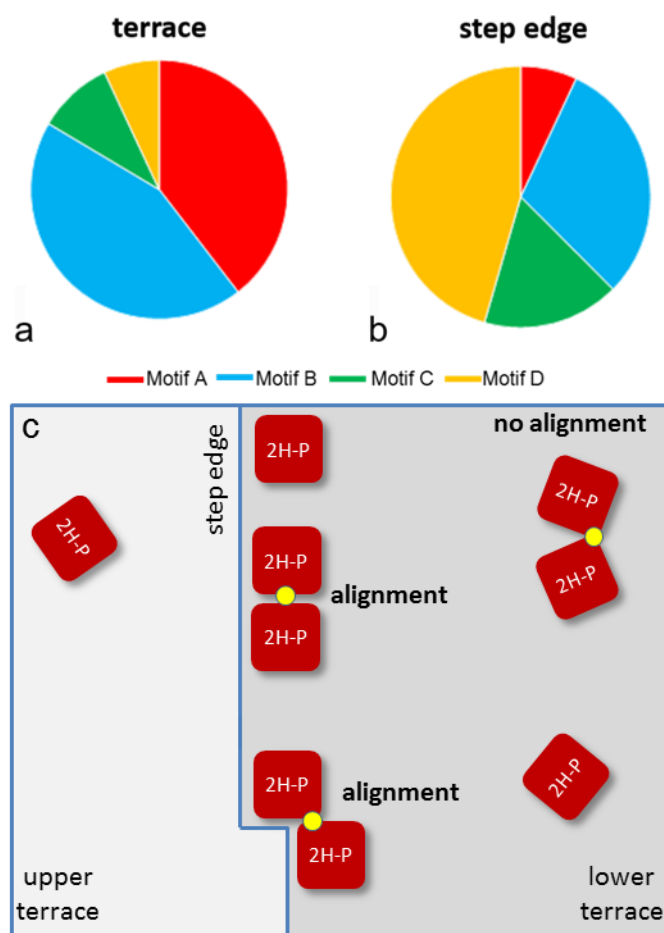 terrace
step edge
a
b
Motif A
Motif B
Motif C
Motif D
c
step edge
no alignment
2H-P
2H-P
2H-P
2H-P
2H-P
alignment
2H-P
2H-P
2H-P
alignment
2H-P
2H-P
upper
terrace
lower
terrace